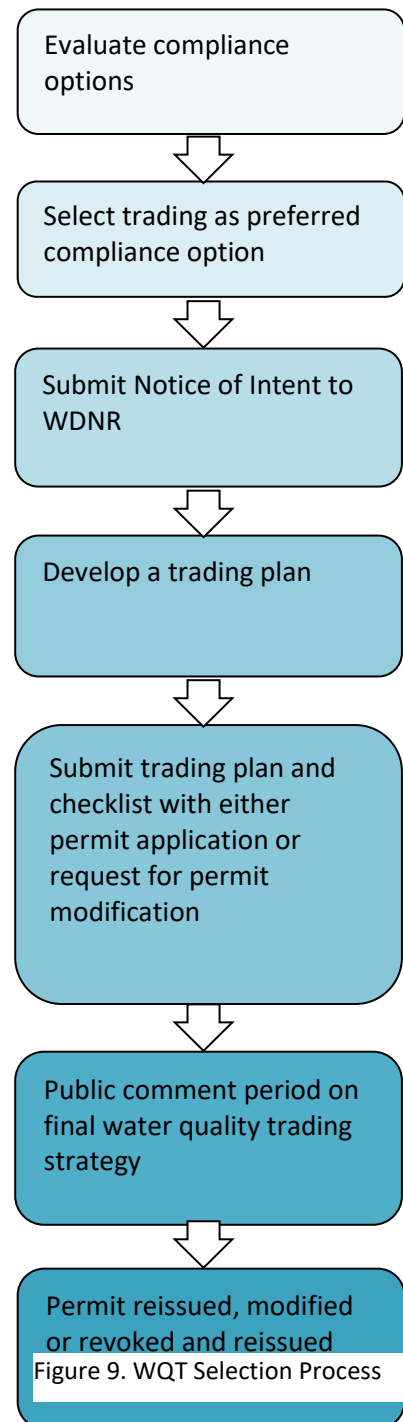 Evaluate compliance
options
Select trading as preferred
compliance option
Submit Notice of Intent to
WDNR
Develop a trading plan
Submit trading plan and
checklist with either
permit application or
request for permit
modification
Public comment period on
final water quality trading
strategy
Permit reissued, modified
or revoked and reissued
Figure 9. WQT Selection Process